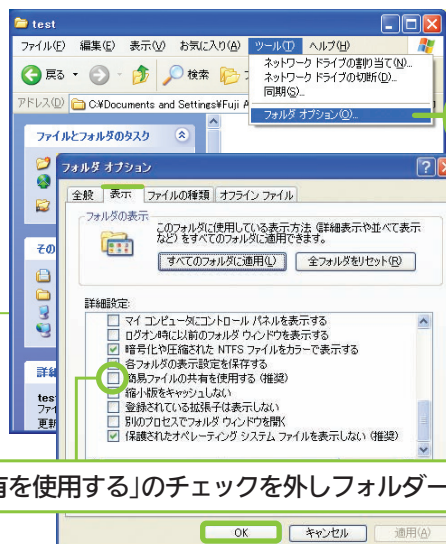 test
ファイル(F) 編集(E) 表示(V) お気に入り(A) ツール(T) ヘルプ(H)
ネットワーク ドライブの割り当て(N)...
ネットワーク ドライブの切断(D)...
同期(S)...
フォルダ オプション(O)...
戻る 検索
アドレス(D) C:¥Documents and Settings¥Fuji
ファイルとフォルダのタスク
その
詳細
フォルダ オプション
全般 表示 ファイルの種類 オフライン ファイル
フォルダの表示
このフォルダに使用している表示方法 (詳細表示や並べて表示
など) をすべてのフォルダに適用できます。
すべてのフォルダに適用(L) 全フォルダをリセット(R)
詳細設定:
マイ コンピュータにコントロール パネルを表示する
ログオン時に以前のフォルダ ウィンドウを表示する
暗号化や圧縮された NTFS ファイルをカラーで表示する
各フォルダの表示設定を保存する
簡易ファイルの共有を使用する (推奨)
縮小版をキャッシュしない
登録されている拡張子は表示しない
別のプロセスでフォルダ ウィンドウを開く
保護されたオペレーティング システム ファイルを表示しない (推奨)
有を使用する」のチェックを外しフォルダー
OK キャンセル 適用(A)